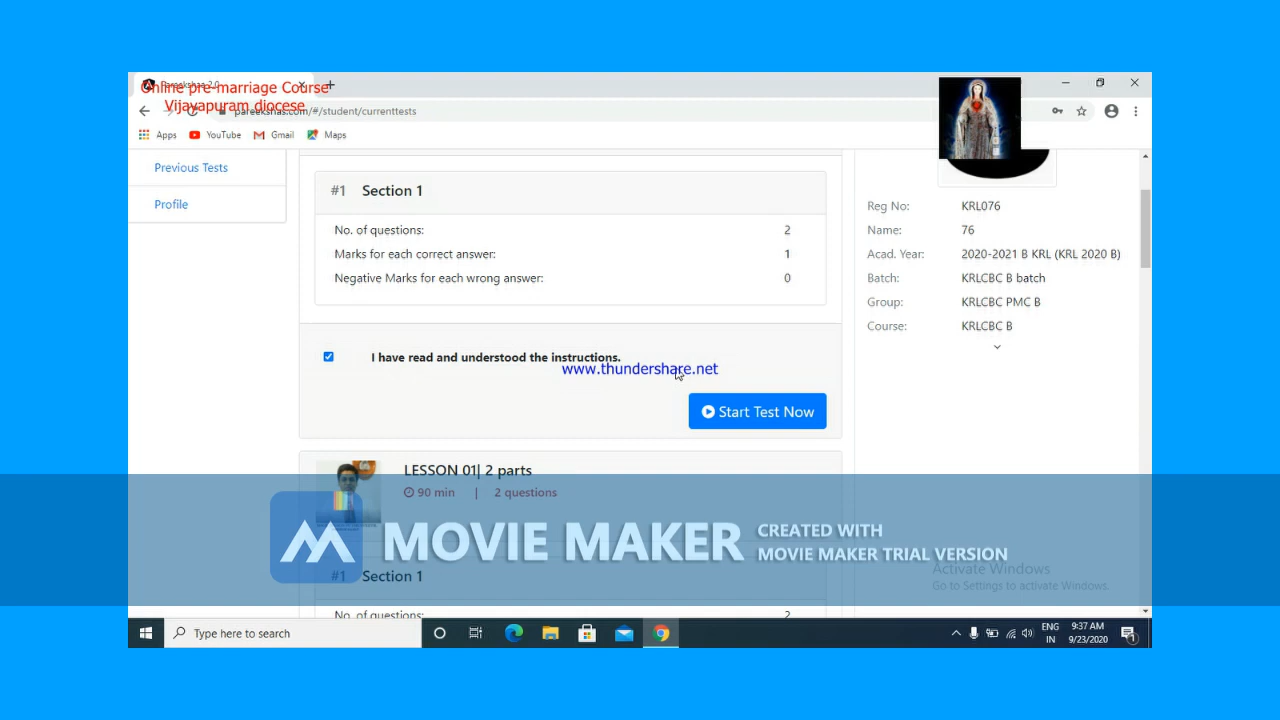 Pareekshas 2.0
Online pre-marriage Course
Vijayapuram diocese
pareekshas.com/#/student/currenttests
Apps YouTube Gmail Maps
Previous Tests
Profile
#1 Section 1
No. of questions: 2
Marks for each correct answer: 1
Negative Marks for each wrong answer: 0
I have read and understood the instructions.
www.thundershare.net
Start Test Now
LESSON 01| 2 parts
90 min | 2 questions
#1 Section 1
No. of questions: 2
Reg No: KRL076
Name: 76
Acad. Year: 2020-2021 B KRL (KRL 2020 B)
Batch: KRLCBC B batch
Group: KRLCBC PMC B
Course: KRLCBC B
MOVIE MAKER
CREATED WITH
MOVIE MAKER TRIAL VERSION
Activate Windows
Go to Settings to activate Windows.
Type here to search
ENG
IN
9:37 AM
9/23/2020
1